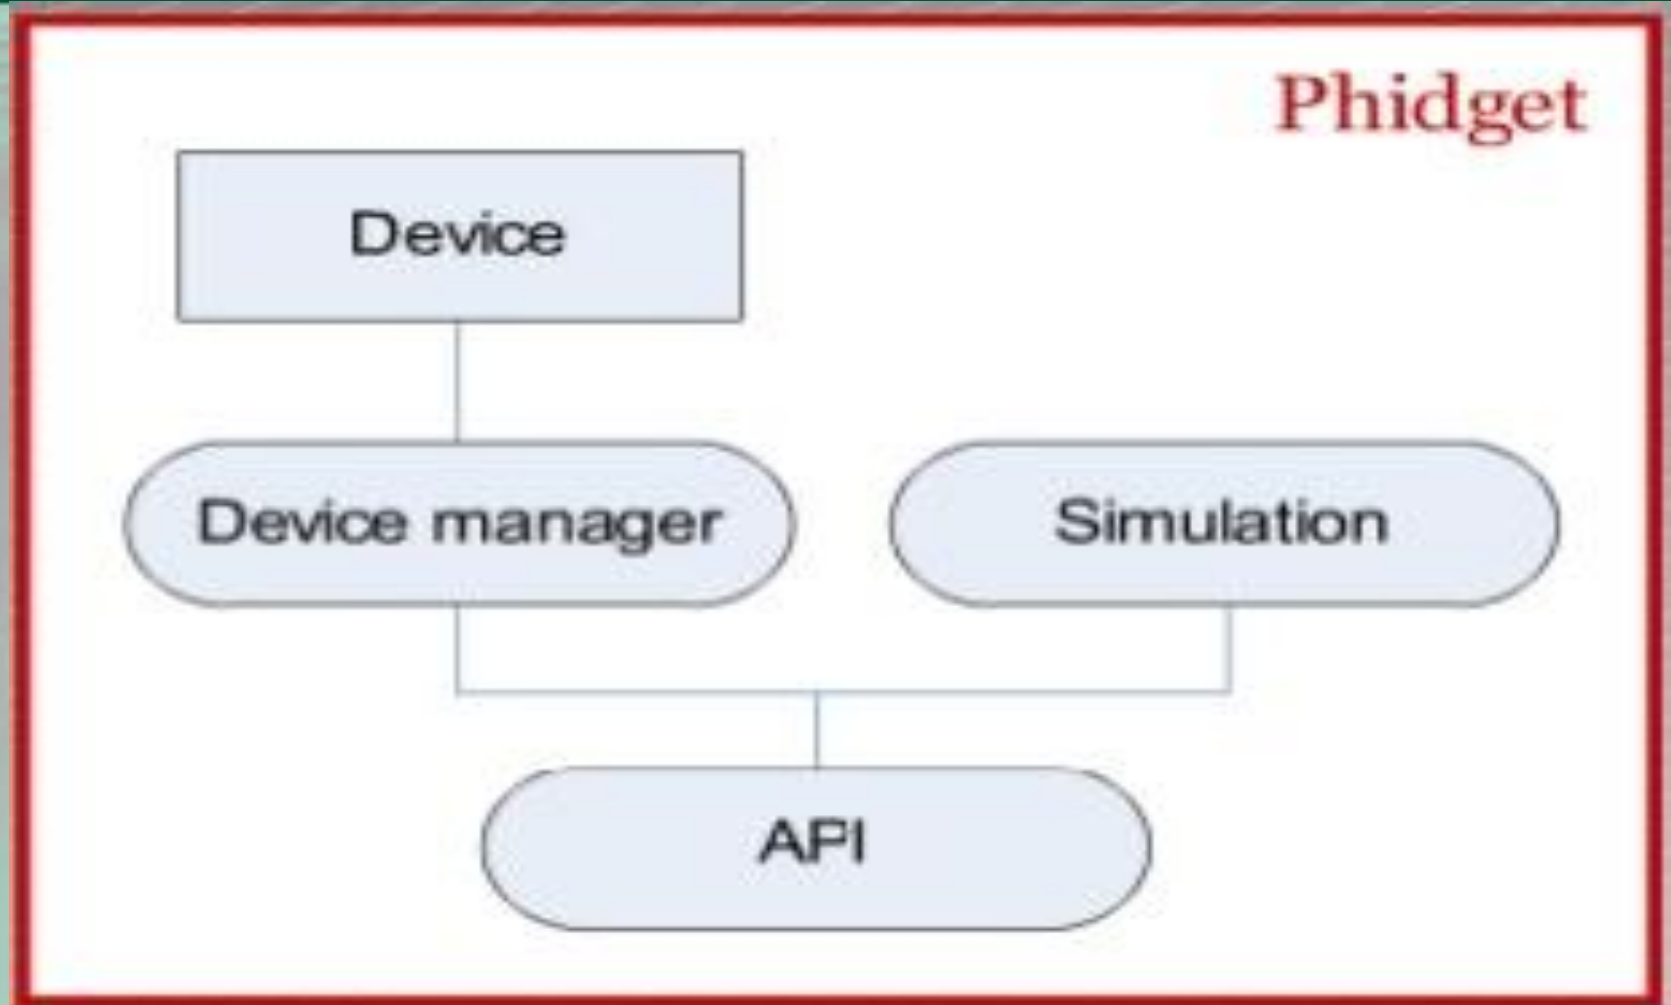 Phidget
Device
Device manager
Simulation
API